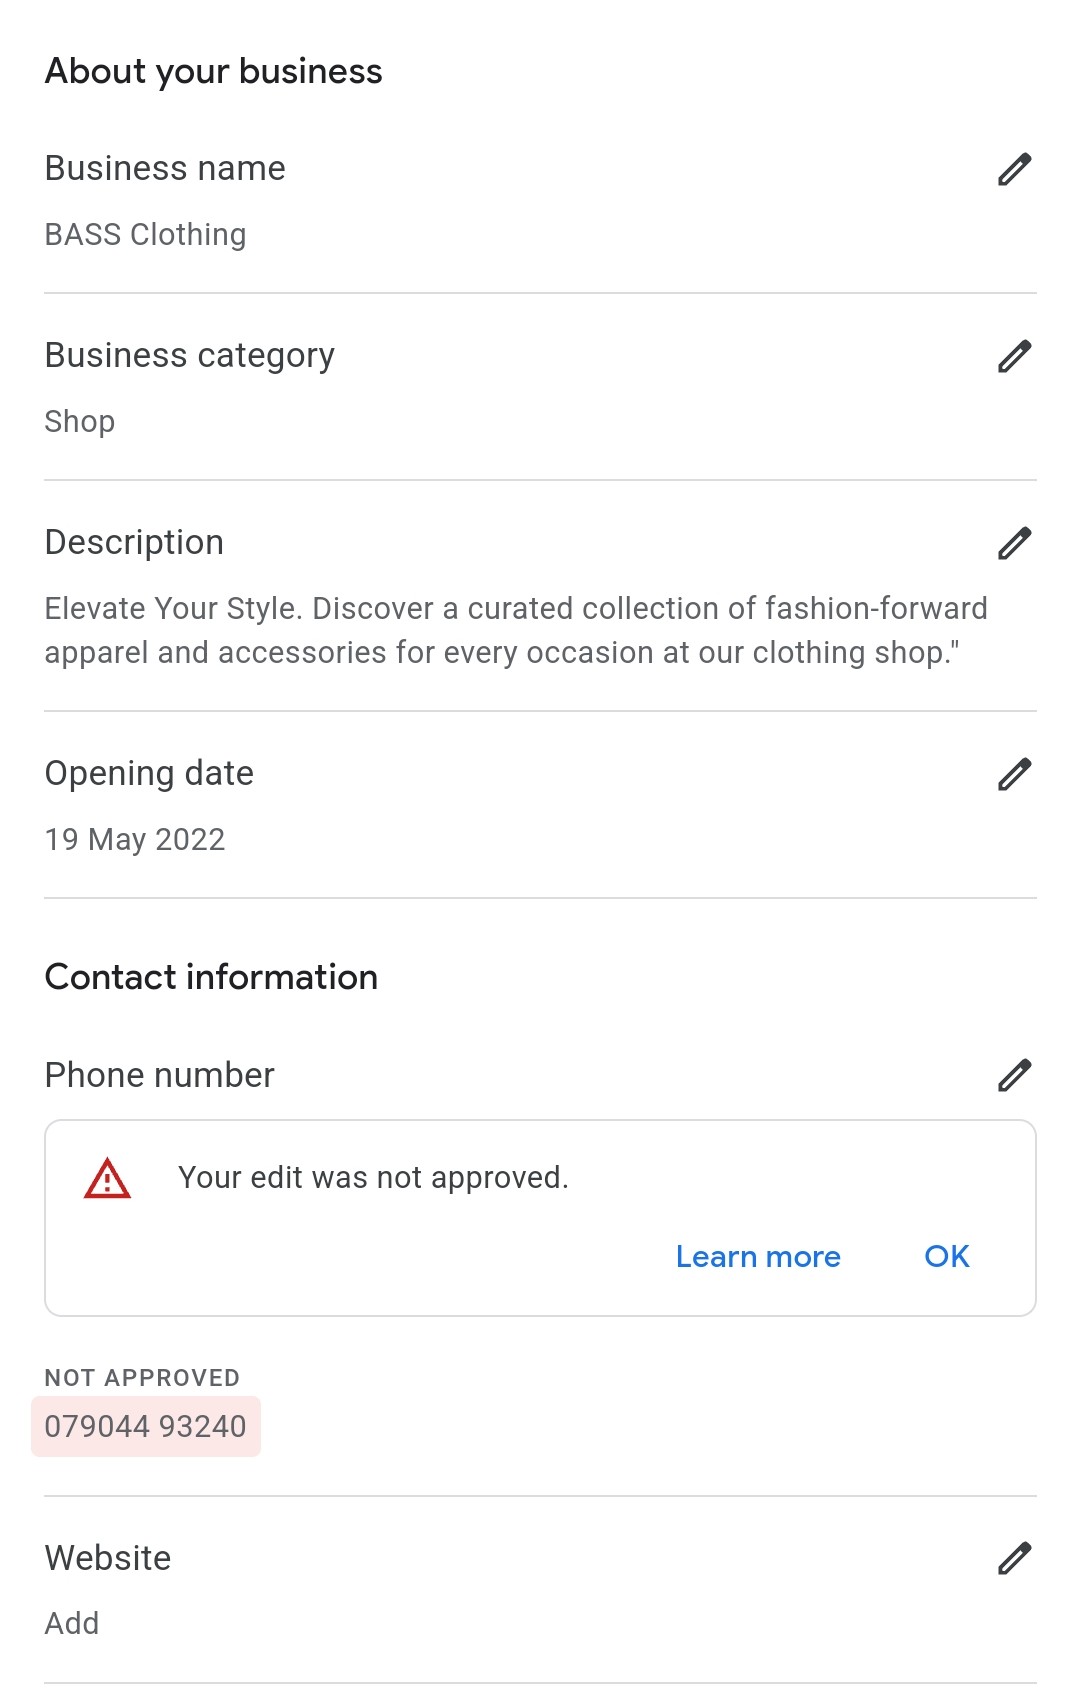 About your business
Business name
BASS Clothing
Business category
Shop
Description
Elevate Your Style. Discover a curated collection of fashion-forward
apparel and accessories for every occasion at our clothing shop."
Opening date
19 May 2022
Contact information
Phone number
Your edit was not approved.
Learn more OK
NOT APPROVED
079044 93240
Website
Add